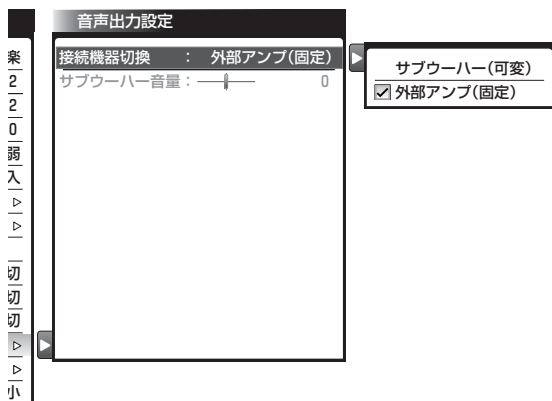 音声出力設定
接続機器切換 : 外部アンプ(固定)
サブウーハー音量 : 0
サブウーハー(可変)
外部アンプ(固定)
楽
2
2
0
弱
入
切
切
切
小